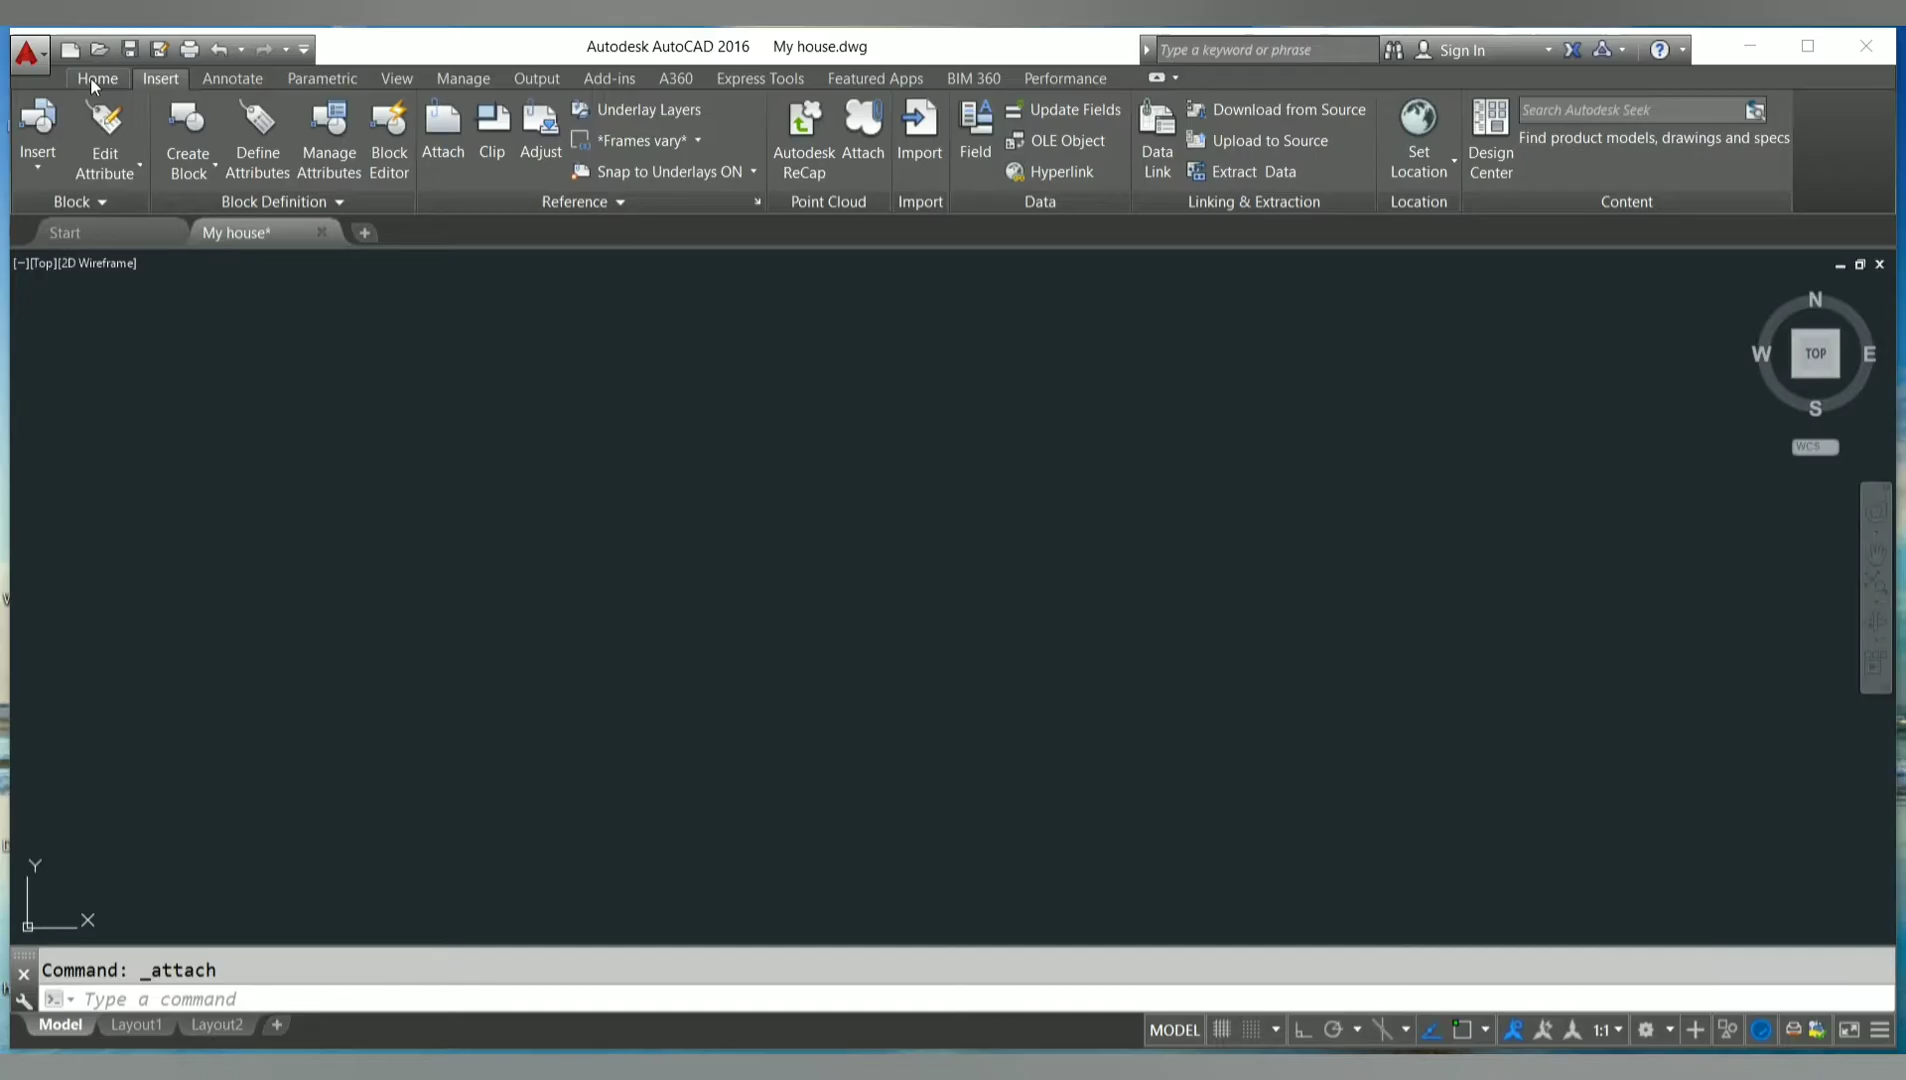 Autodesk AutoCAD 2016 My house.dwg
Type a keyword or phrase
Sign In
Home Insert Annotate Parametric View Manage Output Add-ins A360 Express Tools Featured Apps BIM 360 Performance
Insert
Edit
Attribute
Create
Block
Define
Attributes
Manage
Attributes
Block
Editor
Attach
Clip
Adjust
Underlay Layers
*Frames vary*
Snap to Underlays ON
Autodesk
ReCap
Attach
Import
Field
Update Fields
OLE Object
Hyperlink
Data
Link
Download from Source
Upload to Source
Extract Data
Set
Location
Design
Center
Search Autodesk Seek
Find product models, drawings and specs
Block Block Definition Reference Point Cloud Import Data Linking & Extraction Location Content
Start My house*
[−][Top][2D Wireframe]
N
W TOP E
S
WCS
Y
X
Command: _attach
Type a command
Model Layout1 Layout2
MODEL 1:1